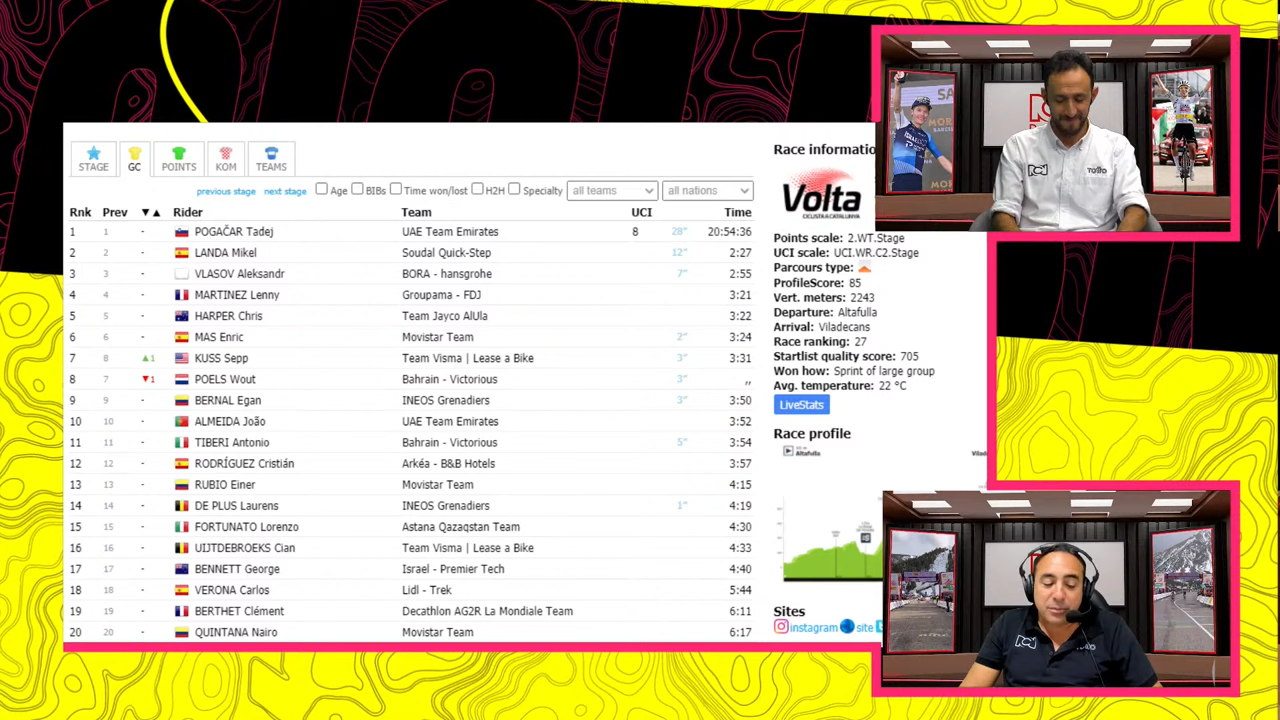 STAGE GC POINTS KOM TEAMS
previous stage next stage Age BIBs Time won/lost H2H Specialty all teams all nations
Rnk Prev ▼▲ Rider Team UCI Time
1 1 - POGAČAR Tadej UAE Team Emirates 8 28″ 20:54:36
2 2 - LANDA Mikel Soudal Quick-Step 12″ 2:27
3 3 - VLASOV Aleksandr BORA - hansgrohe 7″ 2:55
4 4 - MARTINEZ Lenny Groupama - FDJ 3:21
5 5 - HARPER Chris Team Jayco AlUla 3:22
6 6 - MAS Enric Movistar Team 2″ 3:24
7 8 ▲1 KUSS Sepp Team Visma | Lease a Bike 3″ 3:31
8 7 ▼1 POELS Wout Bahrain - Victorious 3″ ,,
9 9 - BERNAL Egan INEOS Grenadiers 3″ 3:50
10 10 - ALMEIDA João UAE Team Emirates 3:52
11 11 - TIBERI Antonio Bahrain - Victorious 5″ 3:54
12 12 - RODRÍGUEZ Cristián Arkéa - B&B Hotels 3:57
13 13 - RUBIO Einer Movistar Team 4:15
14 14 - DE PLUS Laurens INEOS Grenadiers 1″ 4:19
15 15 - FORTUNATO Lorenzo Astana Qazaqstan Team 4:30
16 16 - UIJTDEBROEKS Cian Team Visma | Lease a Bike 4:33
17 17 - BENNETT George Israel - Premier Tech 4:40
18 18 - VERONA Carlos Lidl - Trek 5:44
19 19 - BERTHET Clément Decathlon AG2R La Mondiale Team 6:11
20 20 - QUINTANA Nairo Movistar Team 6:17
Race informatio
Volta
CICLISTA A CATALUNYA
Points scale: 2.WT.Stage
UCI scale: UCI.WR.C2.Stage
Parcours type:
ProfileScore: 85
Vert. meters: 2243
Departure: Altafulla
Arrival: Viladecans
Race ranking: 27
Startlist quality score: 705
Won how: Sprint of large group
Avg. temperature: 22 °C
LiveStats
Race profile
Altafulla Vilad
Sites
instagram site
RCN
RCN